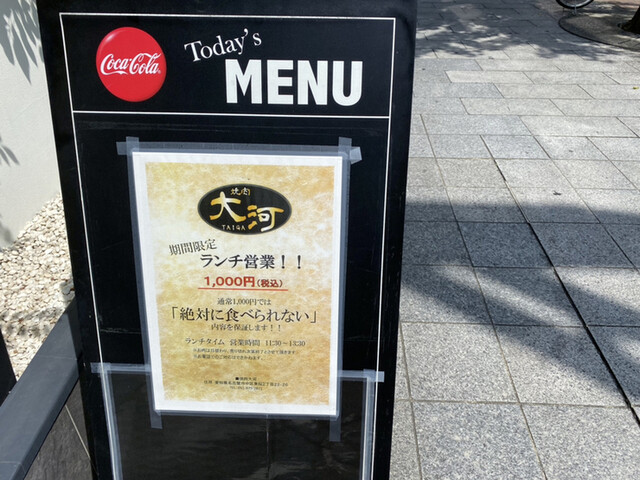 Coca-Cola
Today's
MENU
焼肉
大河
TAIGA
期間限定
ランチ営業！！
1,000円(税込)
通常1,000円では
「絶対に食べられない」
内容を保証します！！
ランチタイム 営業時間 11:30～13:30